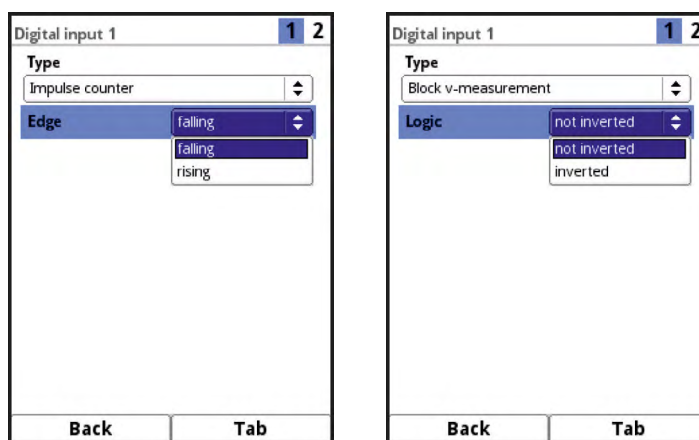 Digital input 1 1 2
Type
Impulse counter
Edge falling
falling
rising
Back Tab
Digital input 1 1 2
Type
Block v-measurement
Logic not inverted
not inverted
inverted
Back Tab